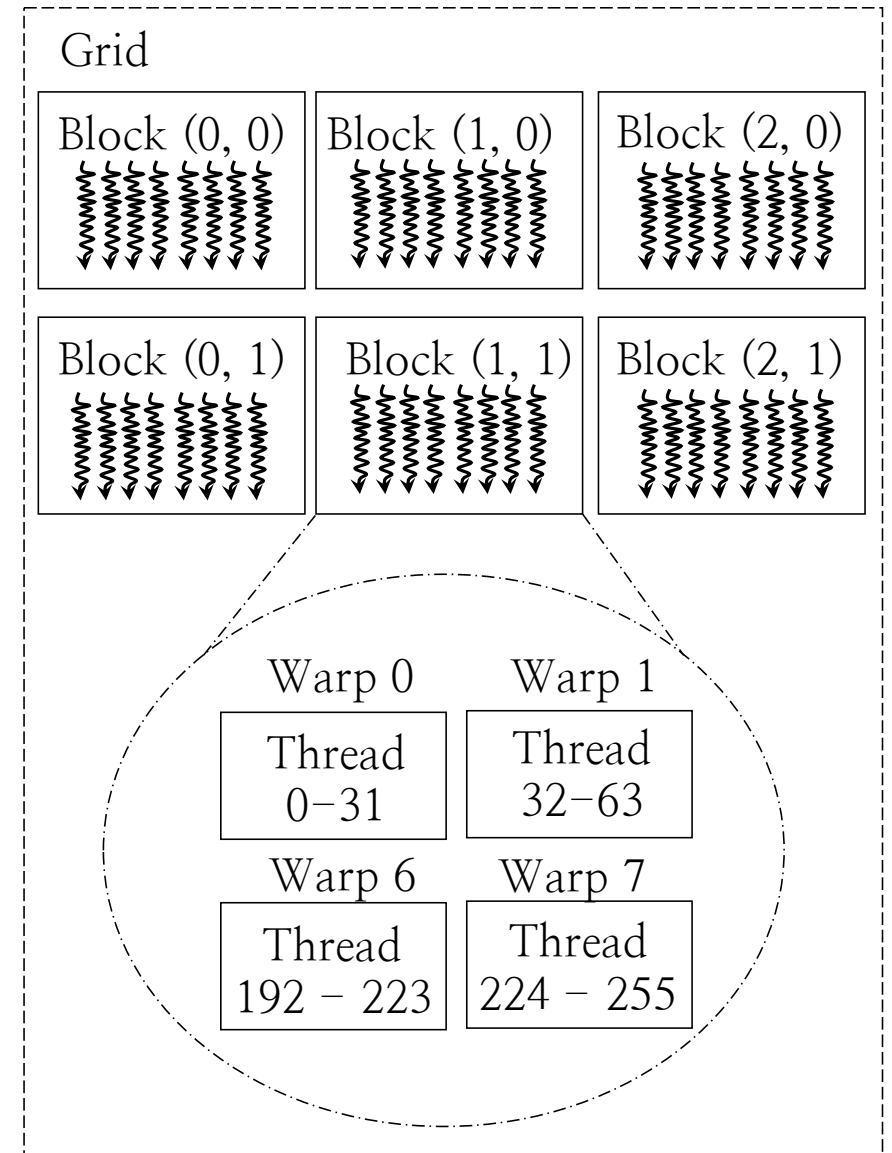 Grid
Block (0, 0)
Block (1, 0)
Block (2, 0)
Block (0, 1)
Block (1, 1)
Block (2, 1)
Warp 0
Warp 1
Thread
0-31
Thread
32-63
Warp 6
Warp 7
Thread
192 - 223
Thread
224 - 255